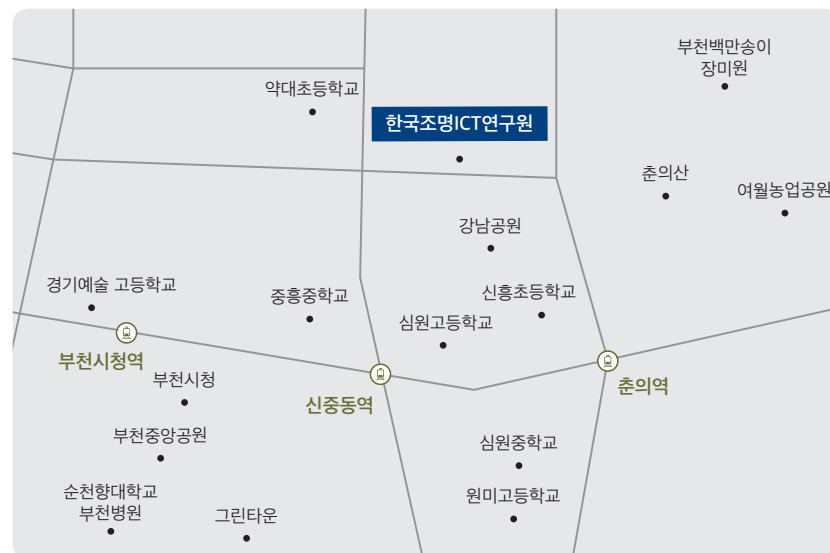 부천백만송이
장미원
약대초등학교
한국조명ICT연구원
춘의산
여월농업공원
강남공원
경기예술 고등학교
중흥중학교
신흥초등학교
심원고등학교
부천시청역
부천시청
신중동역
춘의역
부천중앙공원
심원중학교
순천향대학교
부천병원
그린타운
원미고등학교